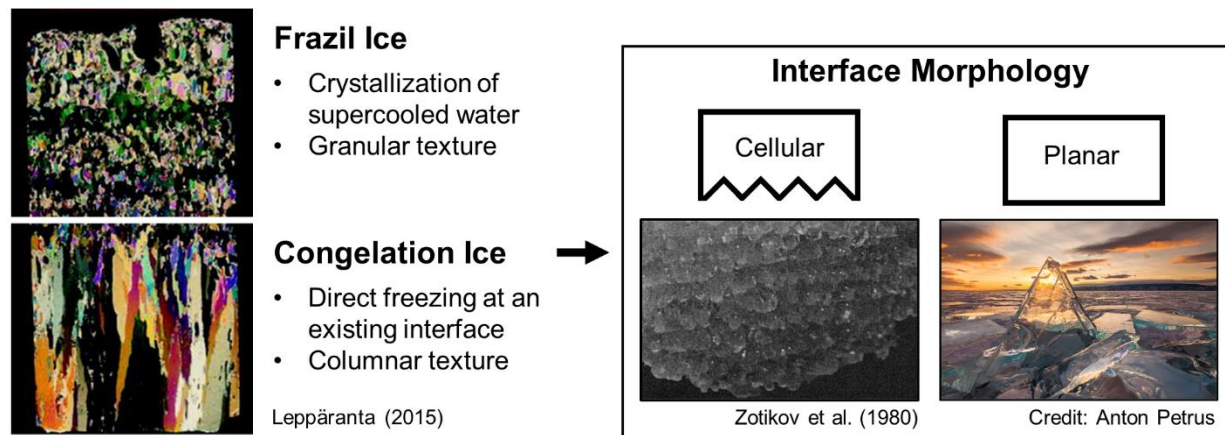 Frazil Ice
• Crystallization of
supercooled water
• Granular texture
Congelation Ice
• Direct freezing at an
existing interface
• Columnar texture
Leppäranta (2015)
Interface Morphology
Cellular
Planar
Zotikov et al. (1980)
Credit: Anton Petrus